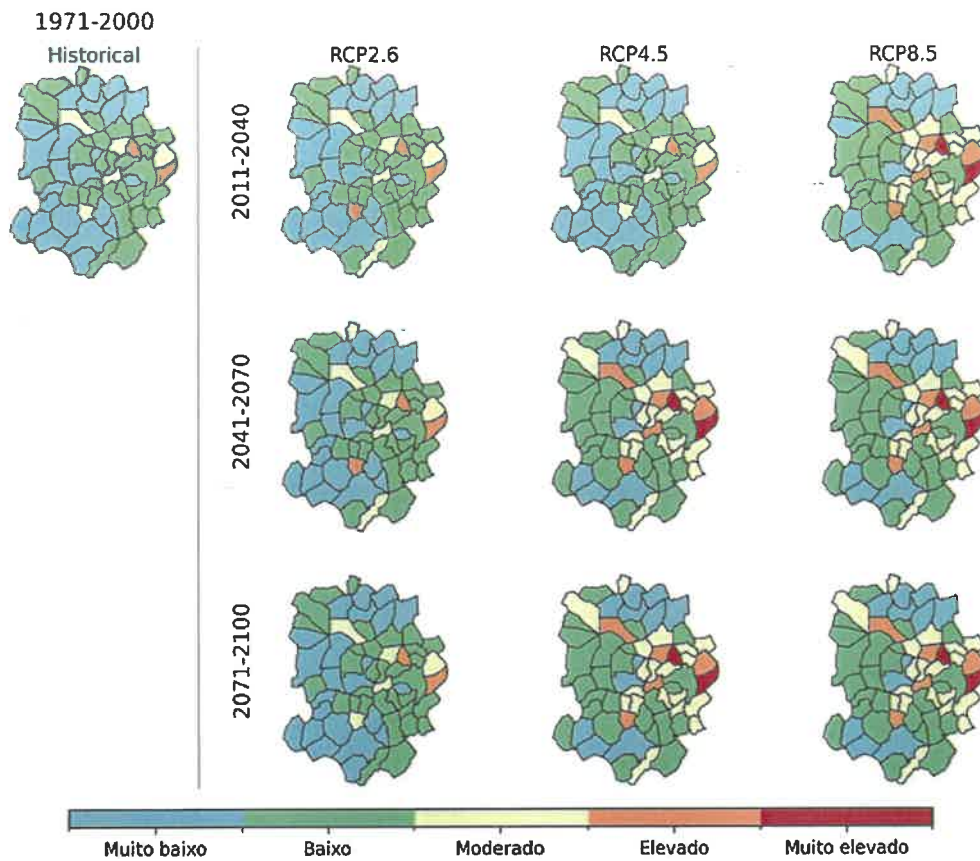 1971-2000
Historical
RCP2.6
RCP4.5
RCP8.5
2011-2040
2041-2070
2071-2100
Muito baixo
Baixo
Moderado
Elevado
Muito elevado